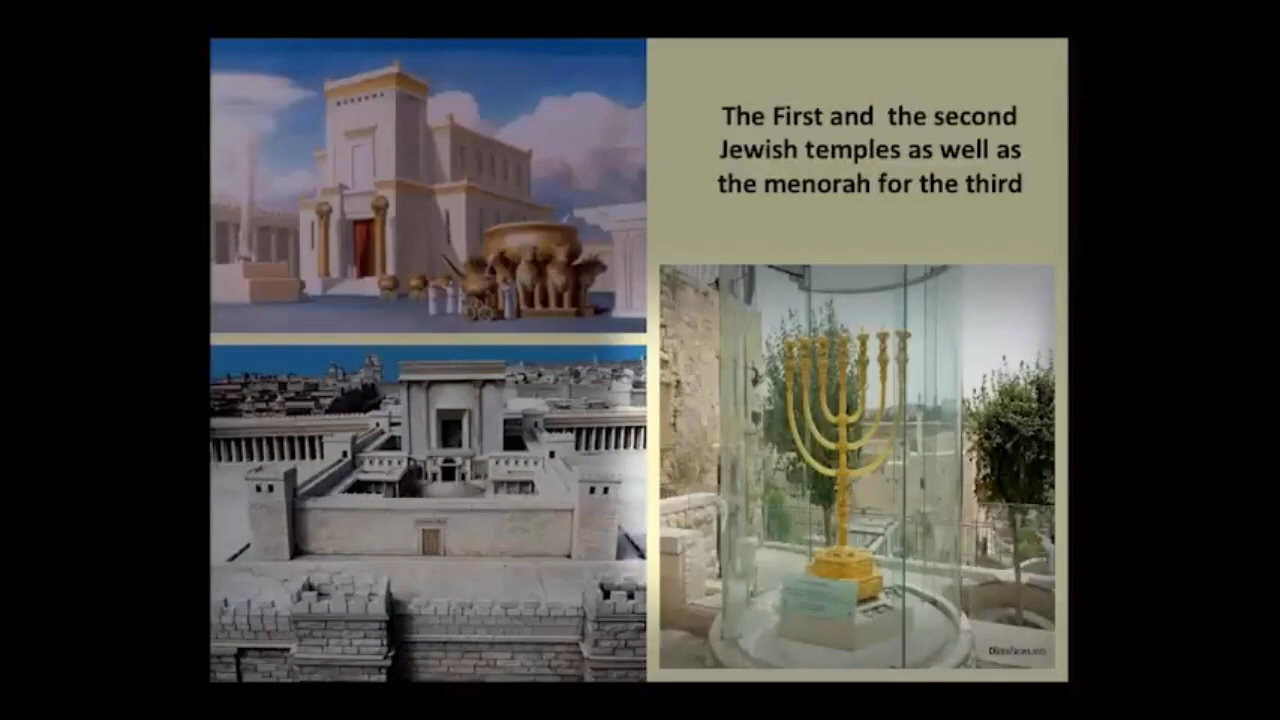 The First and the second
Jewish temples as well as
the menorah for the third